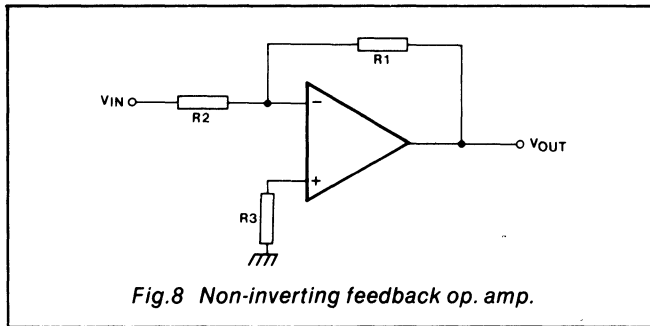 R1
VIN
R2
−
VOUT
+
R3
Fig.8 Non-inverting feedback op. amp.